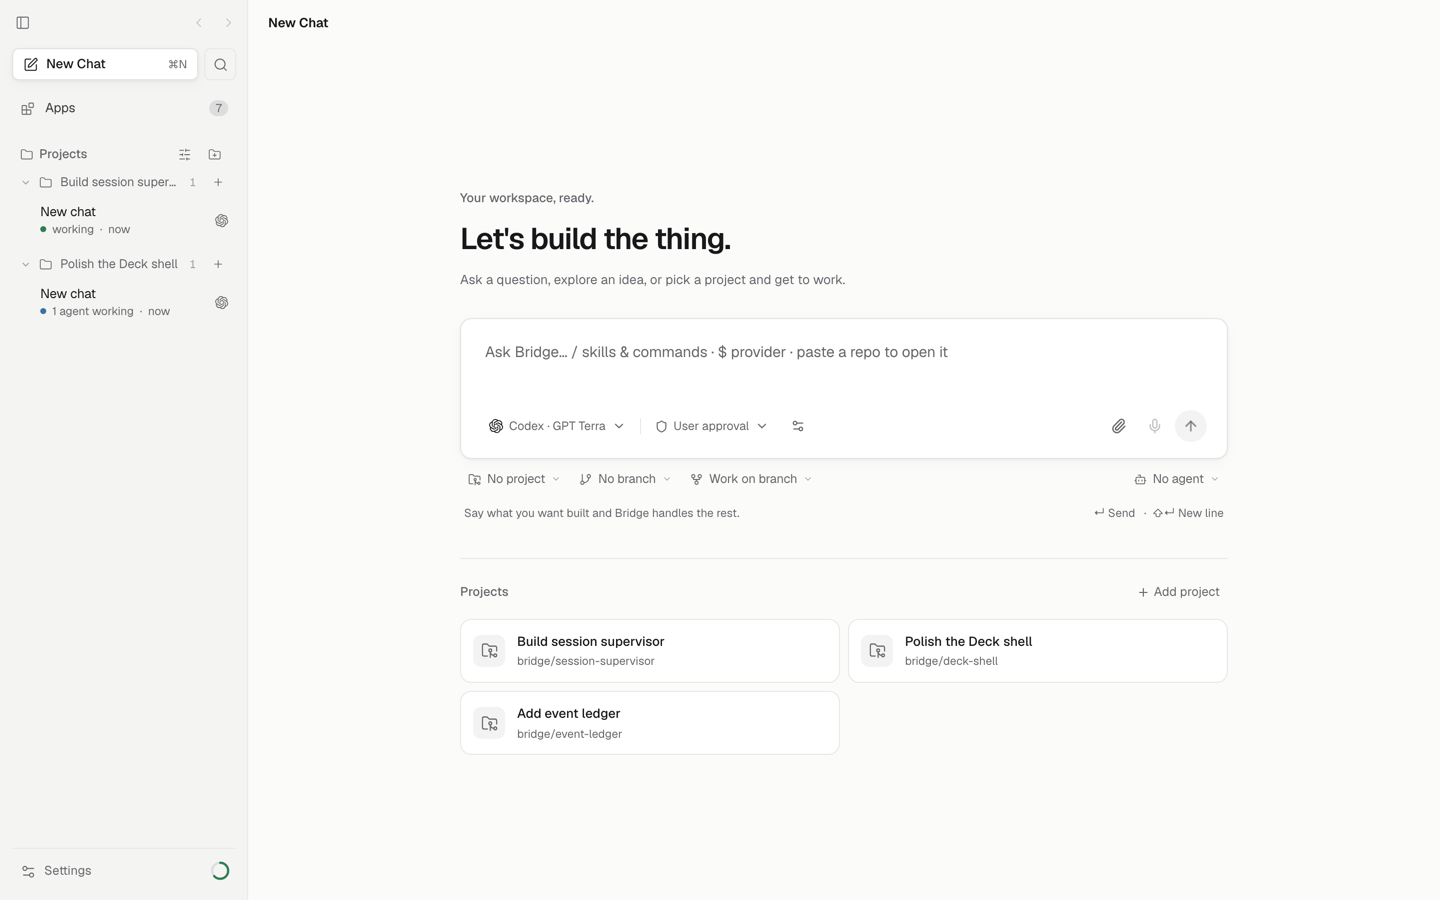 New Chat
New Chat ⌘N
Apps 7
Projects
Build session super... 1
New chat
working · now
Polish the Deck shell 1
New chat
1 agent working · now
Settings
Your workspace, ready.
Let's build the thing.
Ask a question, explore an idea, or pick a project and get to work.
Ask Bridge... / skills & commands · $ provider · paste a repo to open it
Codex · GPT Terra User approval
No project No branch Work on branch No agent
Say what you want built and Bridge handles the rest. Send · New line
Projects + Add project
Build session supervisor
bridge/session-supervisor
Polish the Deck shell
bridge/deck-shell
Add event ledger
bridge/event-ledger